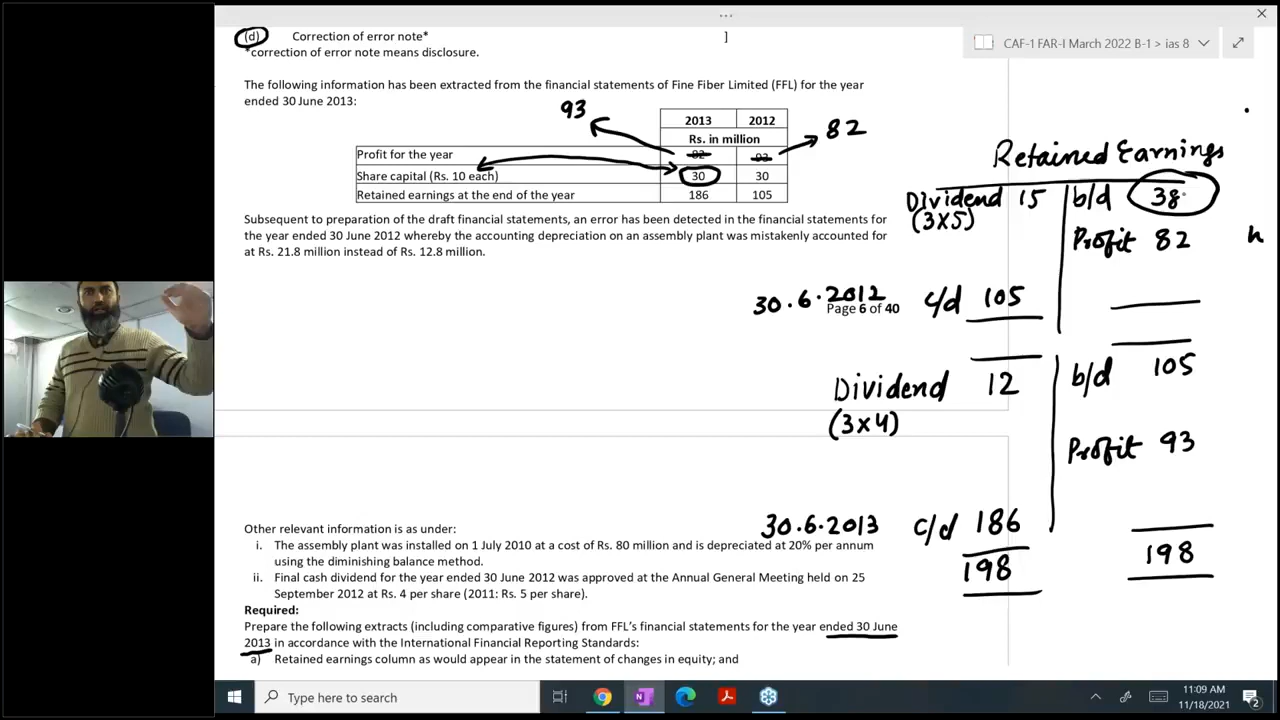 (d) Correction of error note* ]
*correction of error note means disclosure.
CAF-1 FAR-I March 2022 B-1 > ias 8
The following information has been extracted from the financial statements of Fine Fiber Limited (FFL) for the year
ended 30 June 2013:
93
82
2013 2012
Rs. in million
Profit for the year 82 93
Share capital (Rs. 10 each) 30 30
Retained earnings at the end of the year 186 105
Subsequent to preparation of the draft financial statements, an error has been detected in the financial statements for
the year ended 30 June 2012 whereby the accounting depreciation on an assembly plant was mistakenly accounted for
at Rs. 21.8 million instead of Rs. 12.8 million.
Page 6 of 40
Retained Earnings
Dividend 15 b/d 38
(3x5) Profit 82
30.6.2012 c/d 105
Dividend 12 b/d 105
(3x4) Profit 93
30.6.2013 c/d 186
198 198
Other relevant information is as under:
i. The assembly plant was installed on 1 July 2010 at a cost of Rs. 80 million and is depreciated at 20% per annum
using the diminishing balance method.
ii. Final cash dividend for the year ended 30 June 2012 was approved at the Annual General Meeting held on 25
September 2012 at Rs. 4 per share (2011: Rs. 5 per share).
Required:
Prepare the following extracts (including comparative figures) from FFL's financial statements for the year ended 30 June
2013 in accordance with the International Financial Reporting Standards:
a) Retained earnings column as would appear in the statement of changes in equity; and
Type here to search
11:09 AM
11/18/2021
2